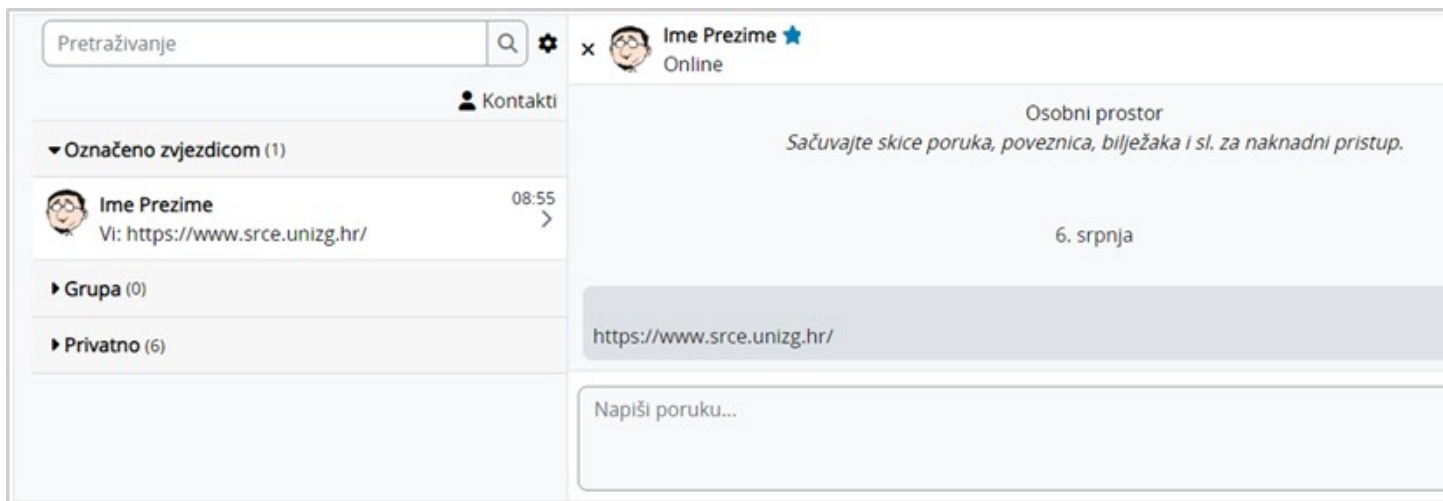 Pretraživanje
Kontakti
Označeno zvjezdicom (1)
Ime Prezime
08:55
Vi: https://www.srce.unizg.hr/
Grupa (0)
Privatno (6)
Ime Prezime
Online
Osobni prostor
Sačuvajte skice poruka, poveznica, bilježaka i sl. za naknadni pristup.
6. srpnja
https://www.srce.unizg.hr/
Napiši poruku...